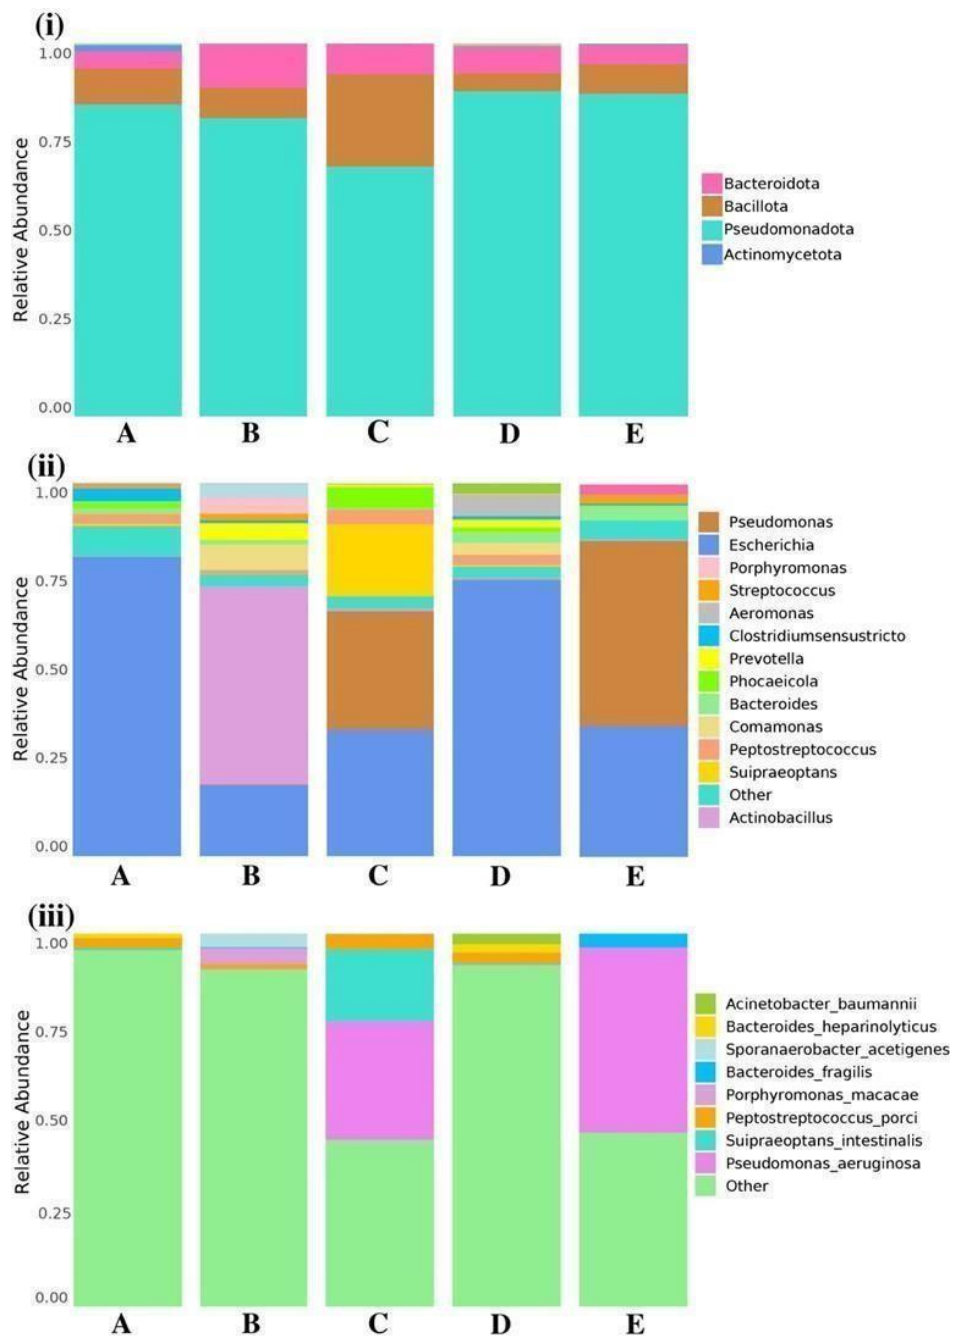 (i)
1.00
0.75
0.50
0.25
0.00
Relative Abundance
A B C D E
Bacteroidota
Bacillota
Pseudomonadota
Actinomycetota
(ii)
1.00
0.75
0.50
0.25
0.00
Relative Abundance
A B C D E
Pseudomonas
Escherichia
Porphyromonas
Streptococcus
Aeromonas
Clostridiumsensustricto
Prevotella
Phocaeicola
Bacteroides
Comamonas
Peptostreptococcus
Suipraeoptans
Other
Actinobacillus
(iii)
1.00
0.75
0.50
0.25
0.00
Relative Abundance
A B C D E
Acinetobacter_baumannii
Bacteroides_heparinolyticus
Sporanaerobacter_acetigenes
Bacteroides_fragilis
Porphyromonas_macacae
Peptostreptococcus_porci
Suipraeoptans_intestinalis
Pseudomonas_aeruginosa
Other